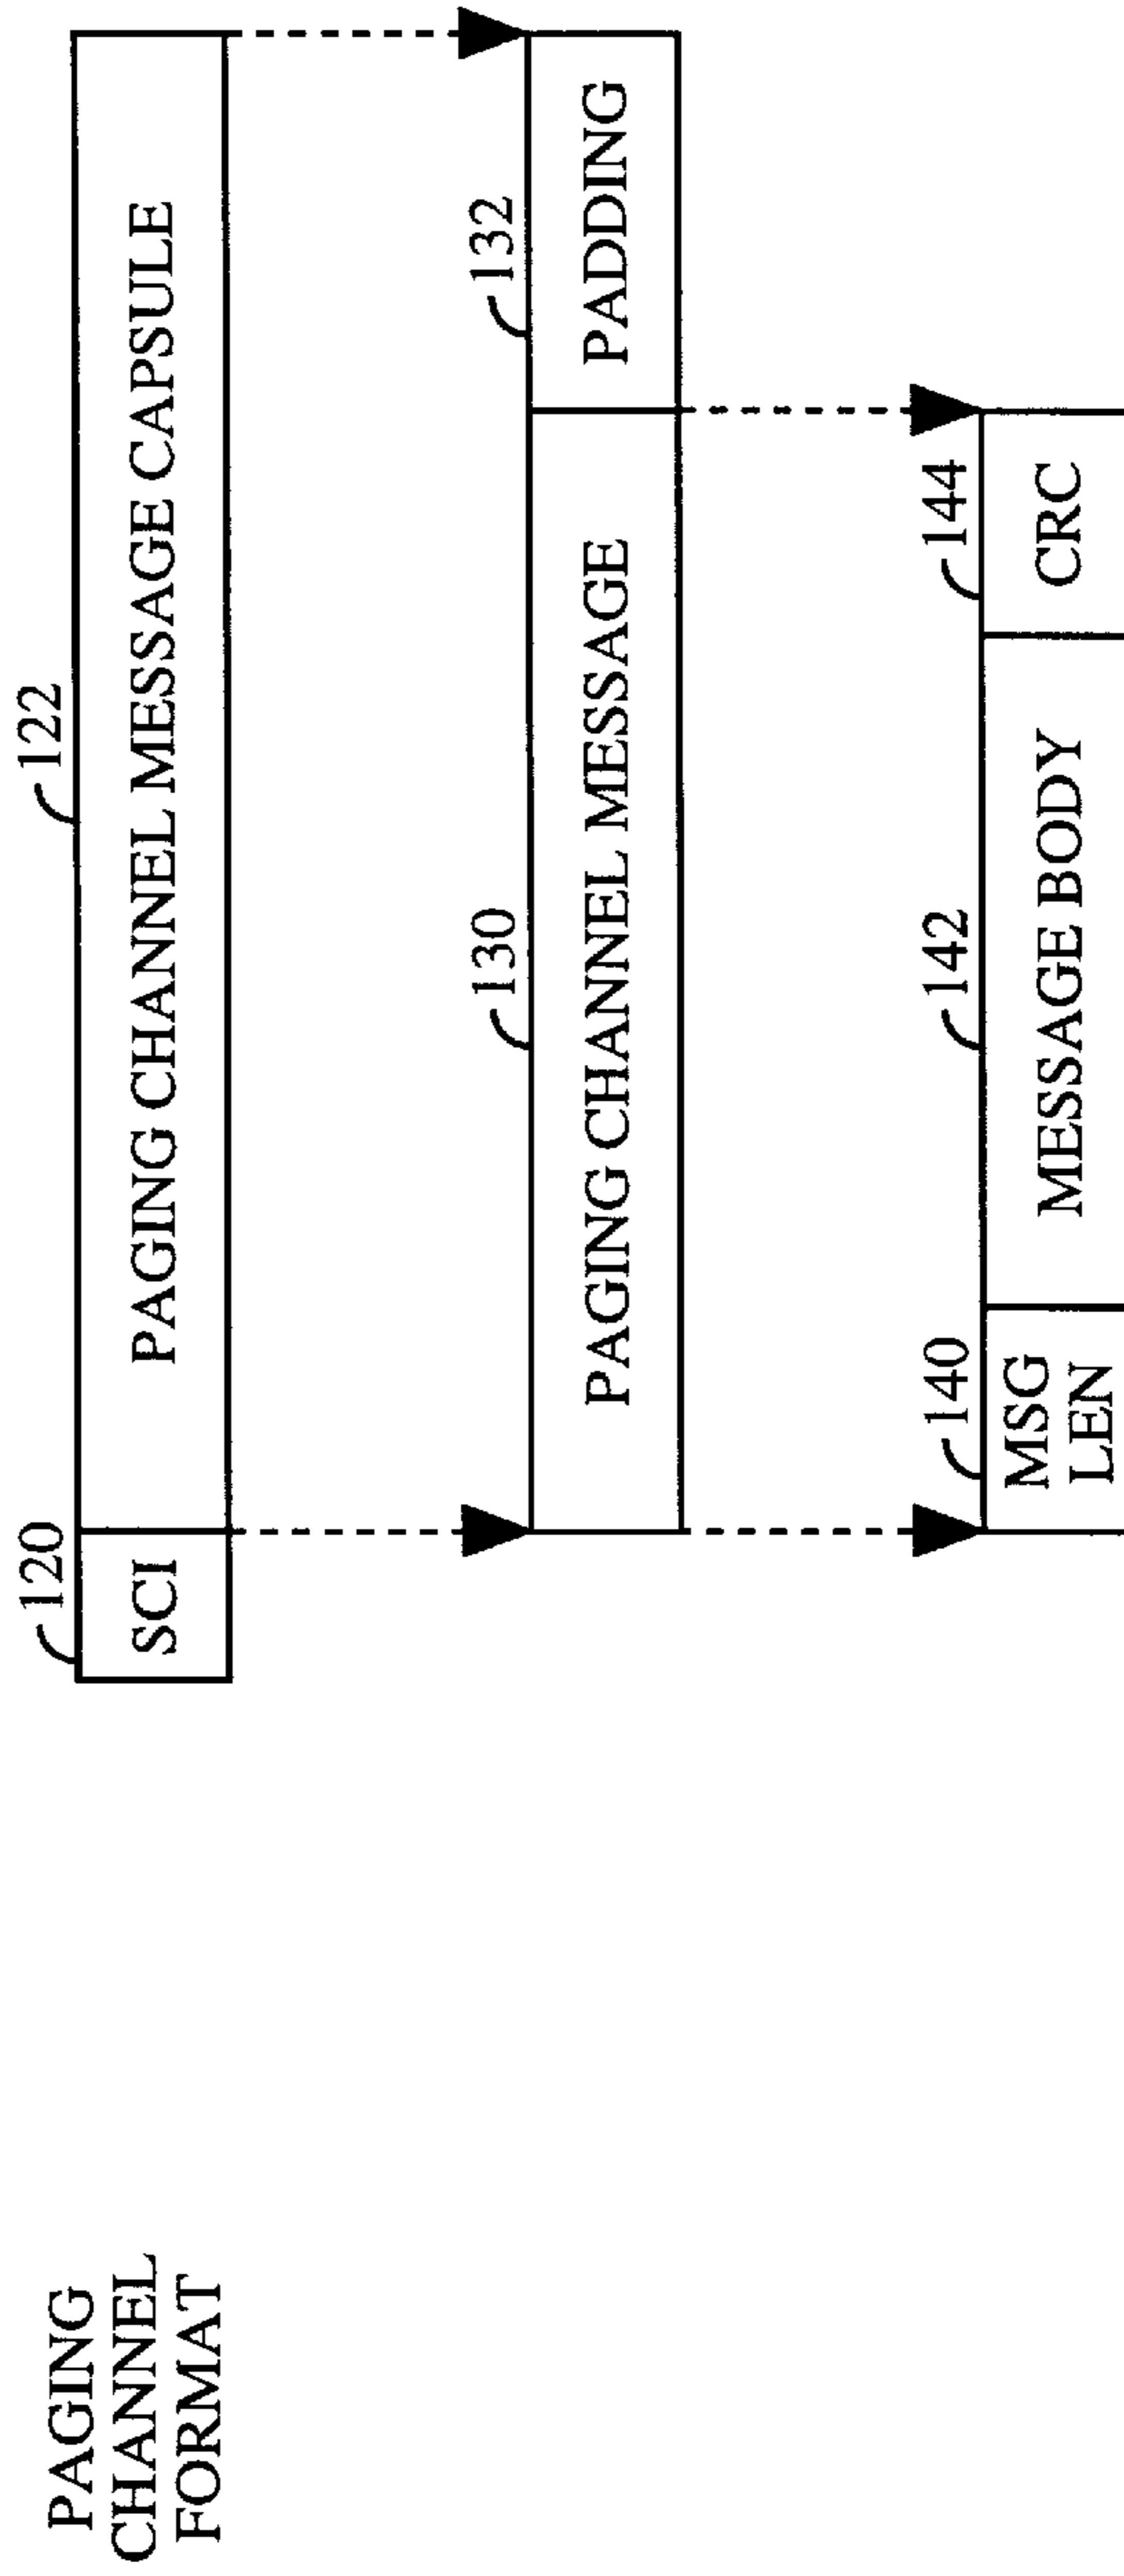 PAGING
CHANNEL
FORMAT
120
122
SCI
PAGING CHANNEL MESSAGE CAPSULE
130
132
PAGING CHANNEL MESSAGE
PADDING
140
142
144
MSG
LEN
MESSAGE BODY
CRC